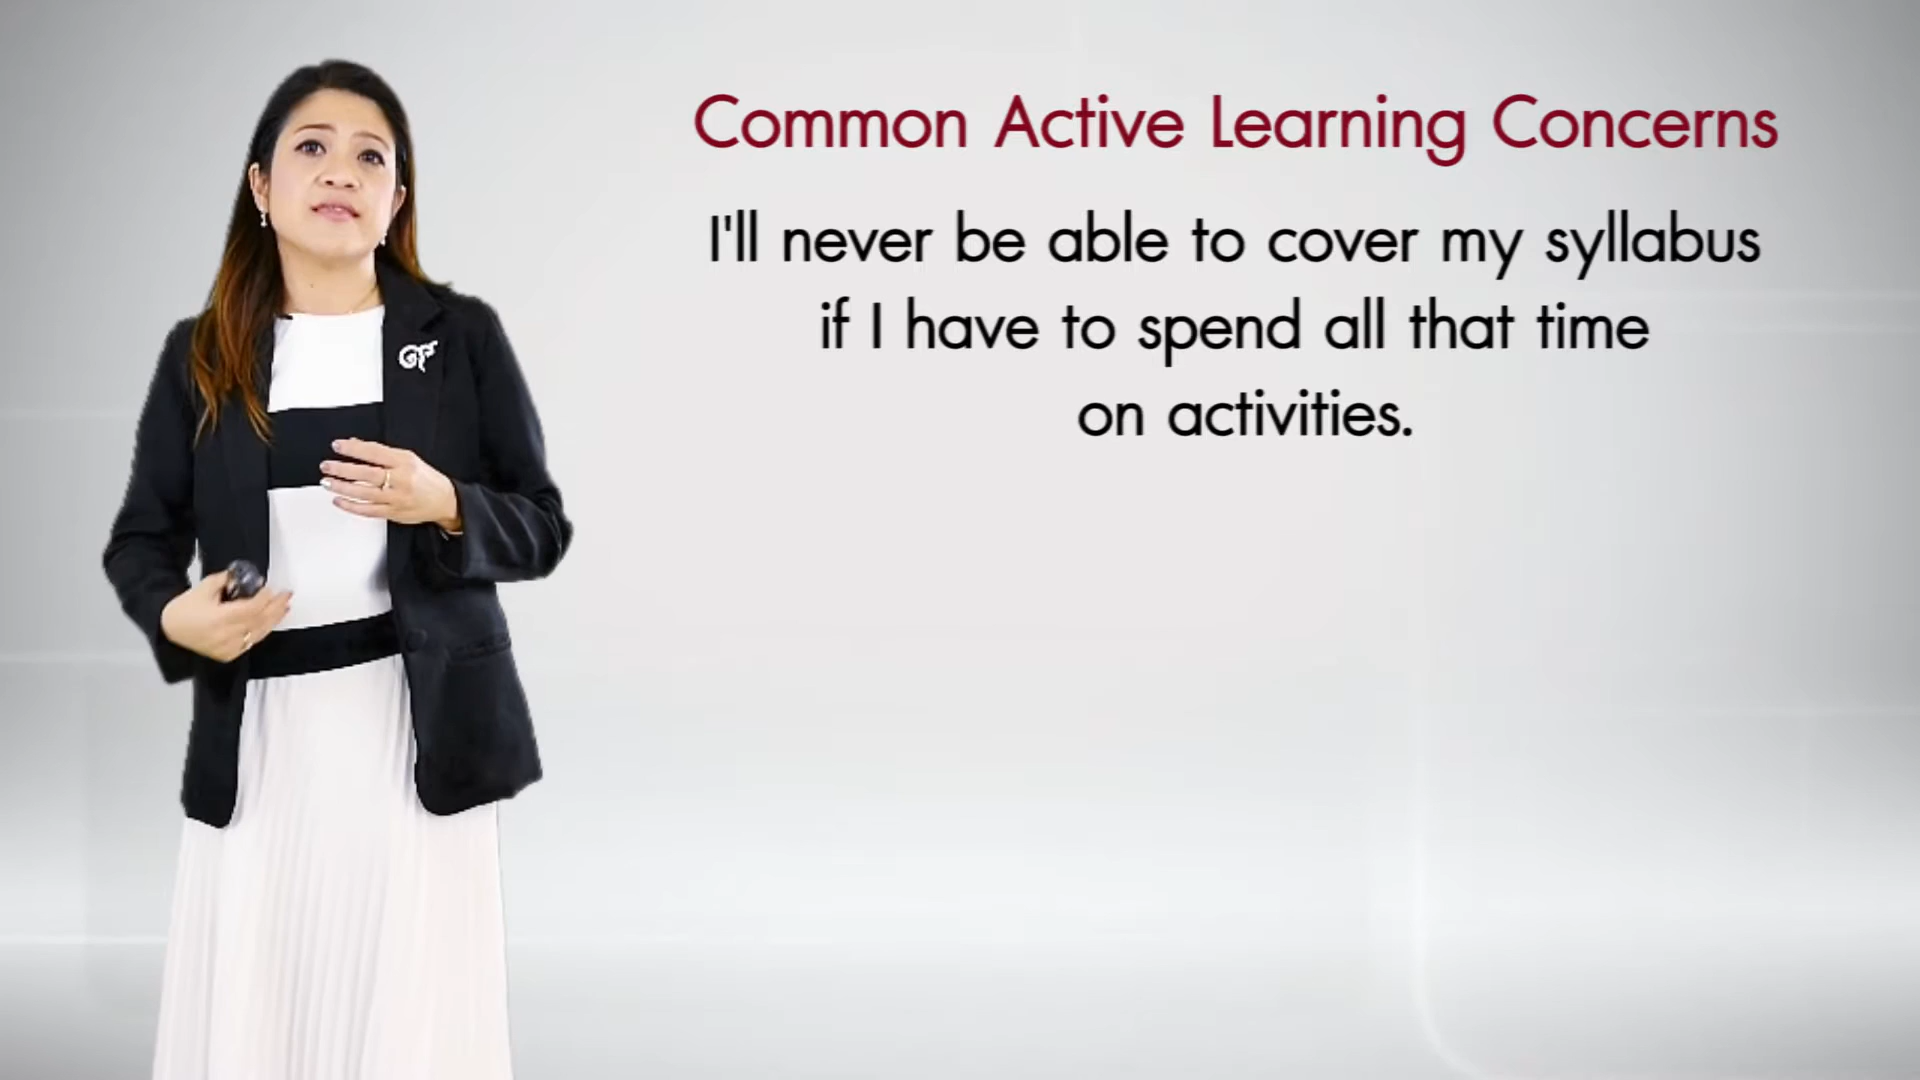 Common Active Learning Concerns
I'll never be able to cover my syllabus
if I have to spend all that time
on activities.